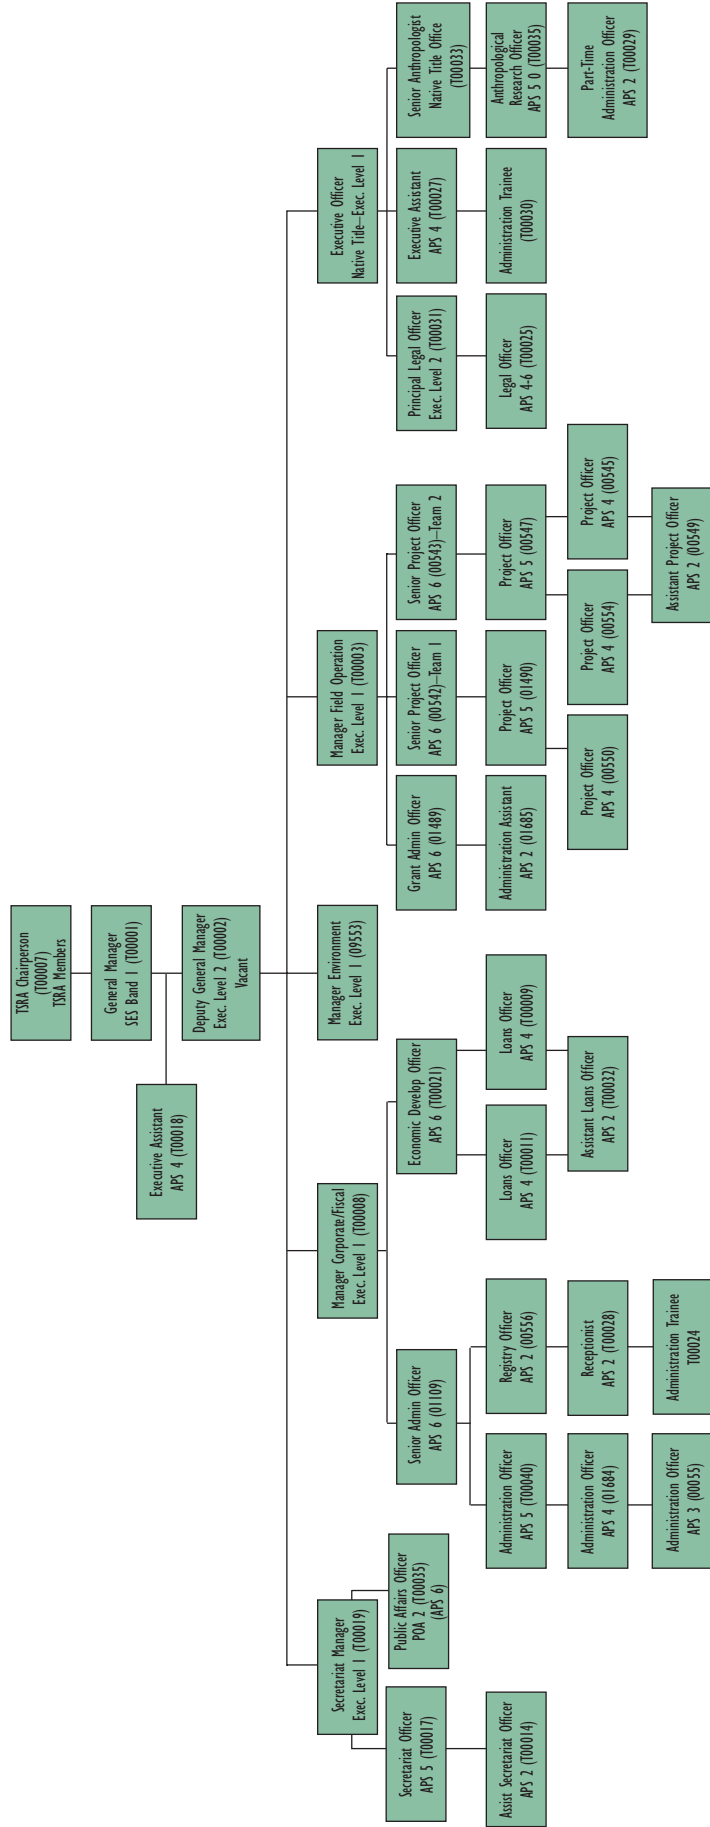 TSRA Chairperson
(T00007)
TSRA Members
General Manager
SES Band 1 (T00001)
Executive Assistant
APS 4 (T00018)
Deputy General Manager
Exec. Level 2 (T00002)
Vacant
Secretariat Manager
Exec. Level 1 (T00019)
Manager Corporate/Fiscal
Exec. Level 1 (T00008)
Manager Environment
Exec. Level 1 (09553)
Manager Field Operation
Exec. Level 1 (T00003)
Executive Officer
Native Title—Exec. Level 1
Secretariat Officer
APS 5 (T00017)
Public Affairs Officer
POA 2 (T00035)
(APS 6)
Senior Admin Officer
APS 6 (01109)
Economic Develop Officer
APS 6 (T00021)
Grant Admin Officer
APS 6 (01489)
Senior Project Officer
APS 6 (00542)—Team 1
Senior Project Officer
APS 6 (00543)—Team 2
Principal Legal Officer
Exec. Level 2 (T00031)
Executive Assistant
APS 4 (T00027)
Senior Anthropologist
Native Title Office
(T00033)
Assist Secretariat Officer
APS 2 (T00014)
Administration Officer
APS 5 (T00040)
Registry Officer
APS 2 (00556)
Loans Officer
APS 4 (T00011)
Loans Officer
APS 4 (T00009)
Administration Assistant
APS 2 (01685)
Project Officer
APS 5 (01490)
Project Officer
APS 5 (00547)
Legal Officer
APS 4-6 (T00025)
Administration Trainee
(T00030)
Anthropological
Research Officer
APS 5 0 (T00035)
Administration Officer
APS 4 (01684)
Receptionist
APS 2 (T00028)
Assistant Loans Officer
APS 2 (T00032)
Project Officer
APS 4 (00550)
Project Officer
APS 4 (00554)
Project Officer
APS 4 (00545)
Part-Time
Administration Officer
APS 2 (T00029)
Administration Officer
APS 3 (00055)
Administration Trainee
T00024
Assistant Project Officer
APS 2 (00549)